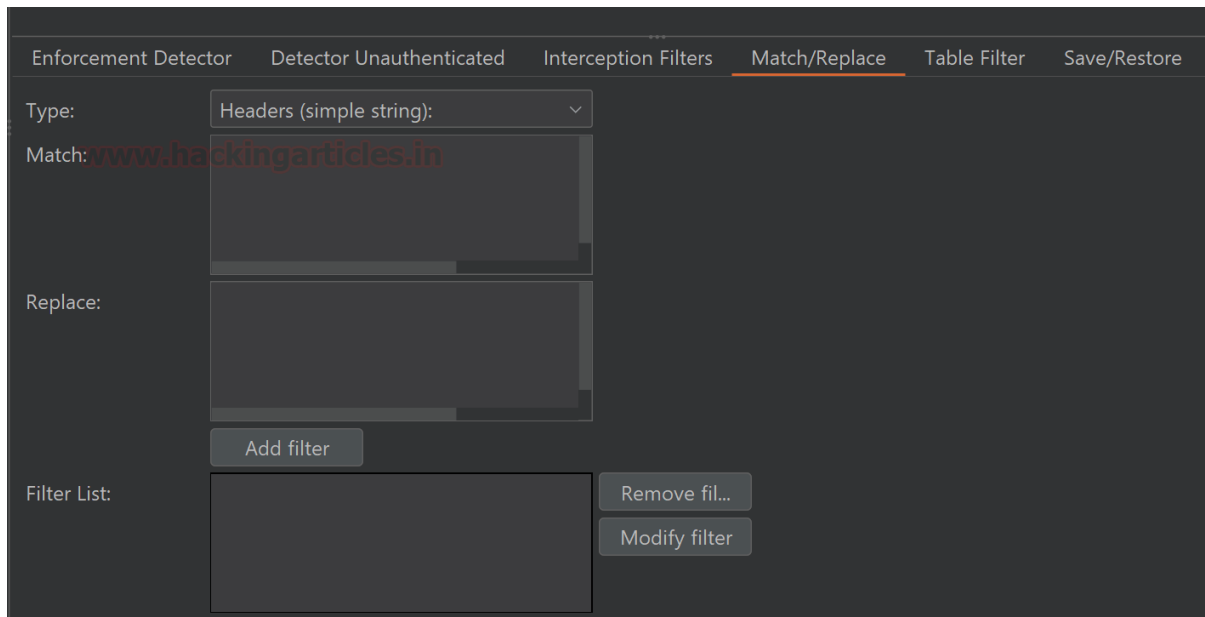 Enforcement Detector Detector Unauthenticated Interception Filters Match/Replace Table Filter Save/Restore
Type: Headers (simple string):
Match:
www.hackingarticles.in
Replace:
Add filter
Filter List:
Remove fil...
Modify filter